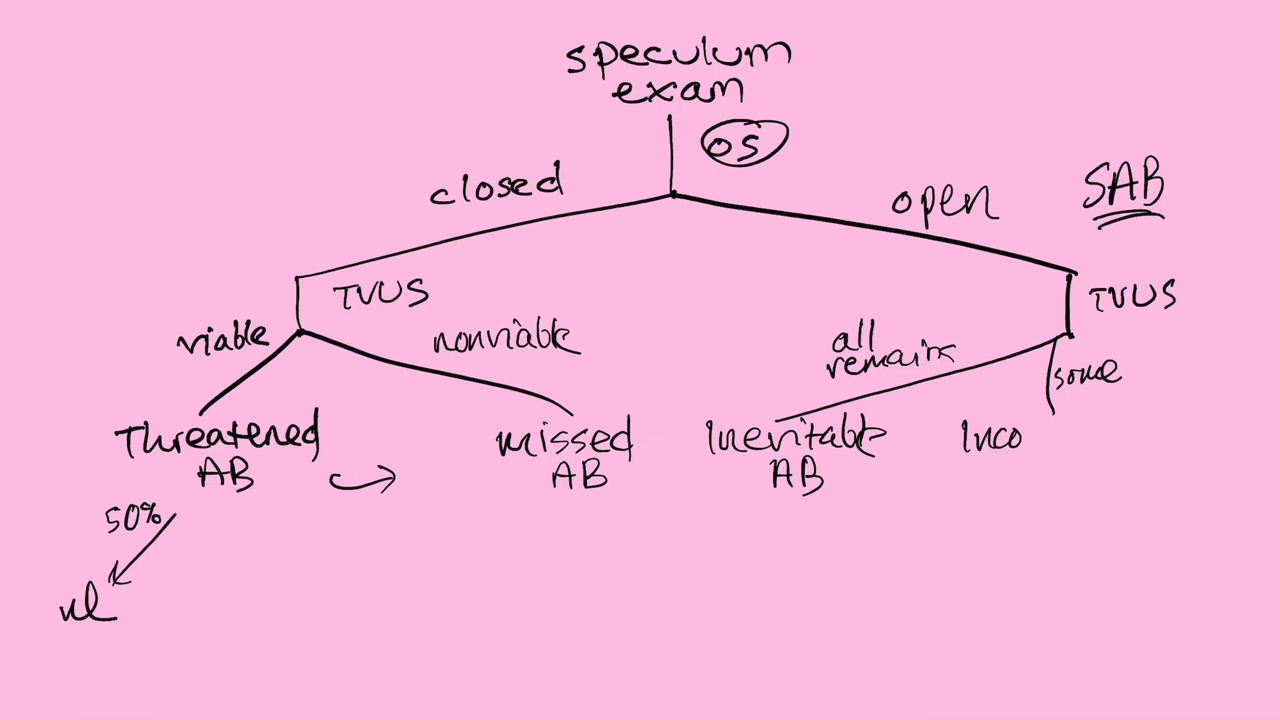 speculum
exam
os
closed
open
SAB
TVUS
TVUS
viable
nonviable
all
remains
some
Threatened
AB
missed
AB
Inevitable
AB
Inco
50%
nl